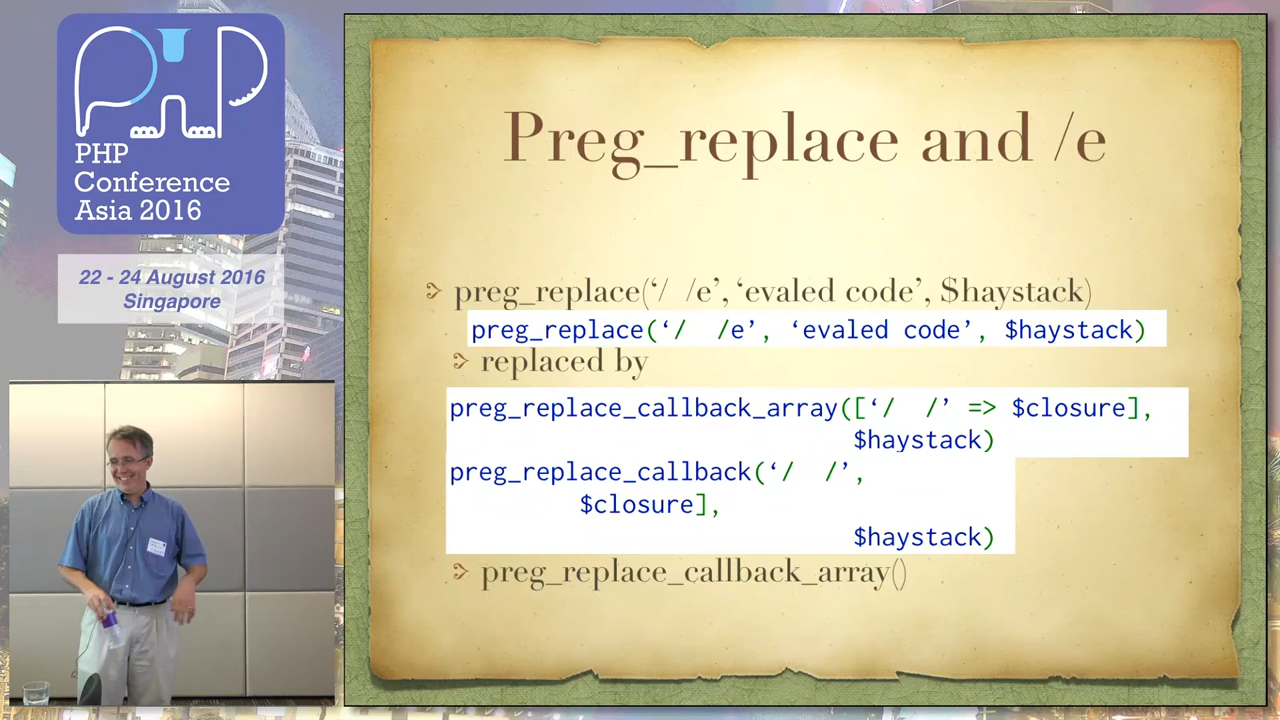 PHP
PHP
Conference
Asia 2016
22 - 24 August 2016
Singapore
Preg_replace and /e
preg_replace(‘/ /e’, ‘evaled code’, $haystack)
preg_replace(‘/ /e’, ‘evaled code’, $haystack)
replaced by
preg_replace_callback_array([‘/ /’ => $closure],
$haystack)
preg_replace_callback(‘/ /’,
$closure],
$haystack)
preg_replace_callback_array()